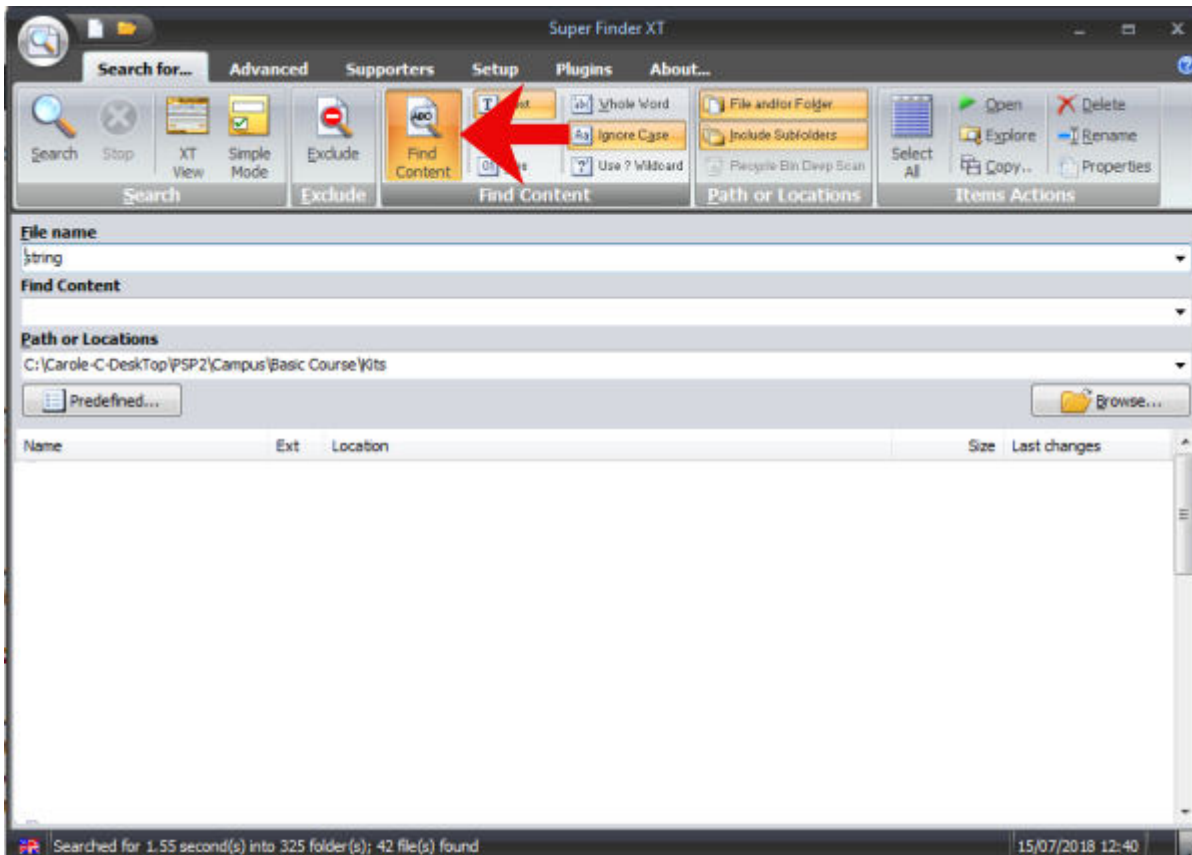 Super Finder XT
Search for... Advanced Supporters Setup Plugins About...
Search Stop XT View Simple Mode
Search
Exclude
Exclude
ABC Find Content
Whole Word
Aa Ignore Case
Use ? Wildcard
Find Content
File and/or Folder
Include Subfolders
Recycle Bin Deep Scan
Path or Locations
Select All
Open
Explore
Copy...
Delete
Rename
Properties
Items Actions
File name
string
Find Content
Path or Locations
C:\Carole-C-DeskTop\PSP2\Campus\Basic Course\Kits
Predefined... Browse...
Name Ext Location Size Last changes
Searched for 1.55 second(s) into 325 folder(s); 42 file(s) found 15/07/2018 12:40